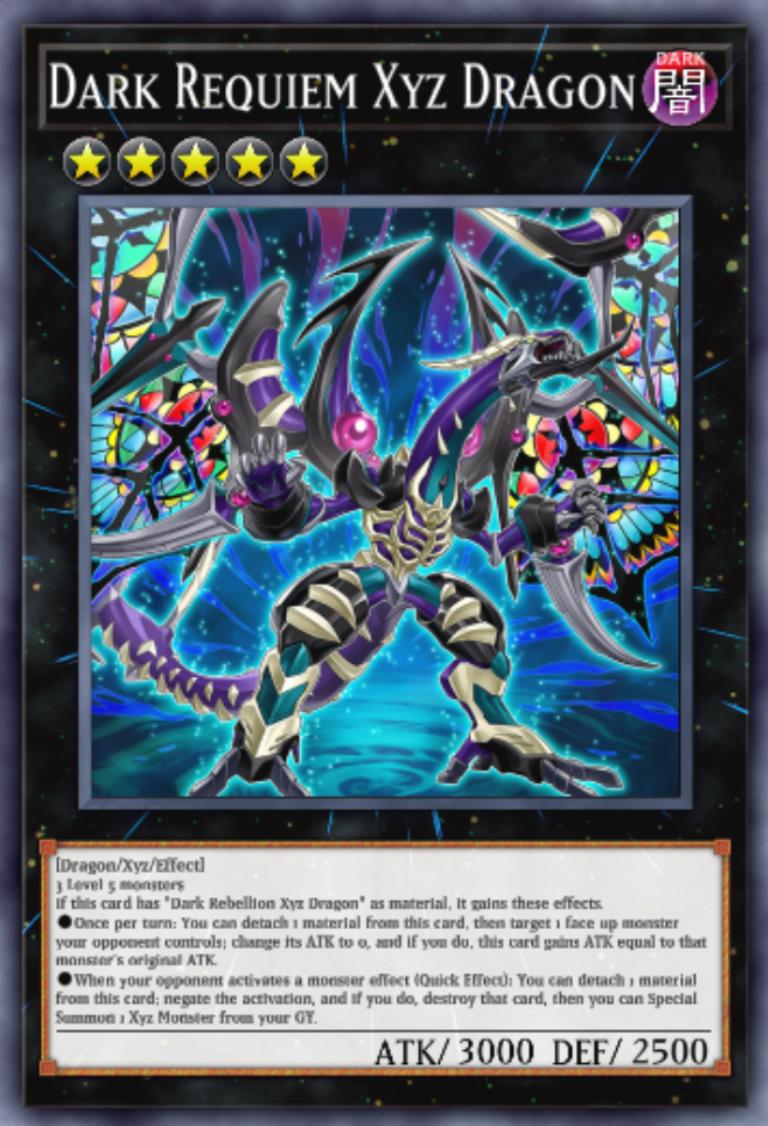 DARK REQUIEM XYZ DRAGON
DARK
闇
[Dragon/Xyz/Effect]
3 Level 5 monsters
If this card has "Dark Rebellion Xyz Dragon" as material, it gains these effects.
●Once per turn: You can detach 1 material from this card, then target 1 face up monster
your opponent controls; change its ATK to 0, and if you do, this card gains ATK equal to that
monster's original ATK.
●When your opponent activates a monster effect (Quick Effect): You can detach 1 material
from this card; negate the activation, and if you do, destroy that card, then you can Special
Summon 1 Xyz Monster from your GY.
ATK/ 3000 DEF/ 2500